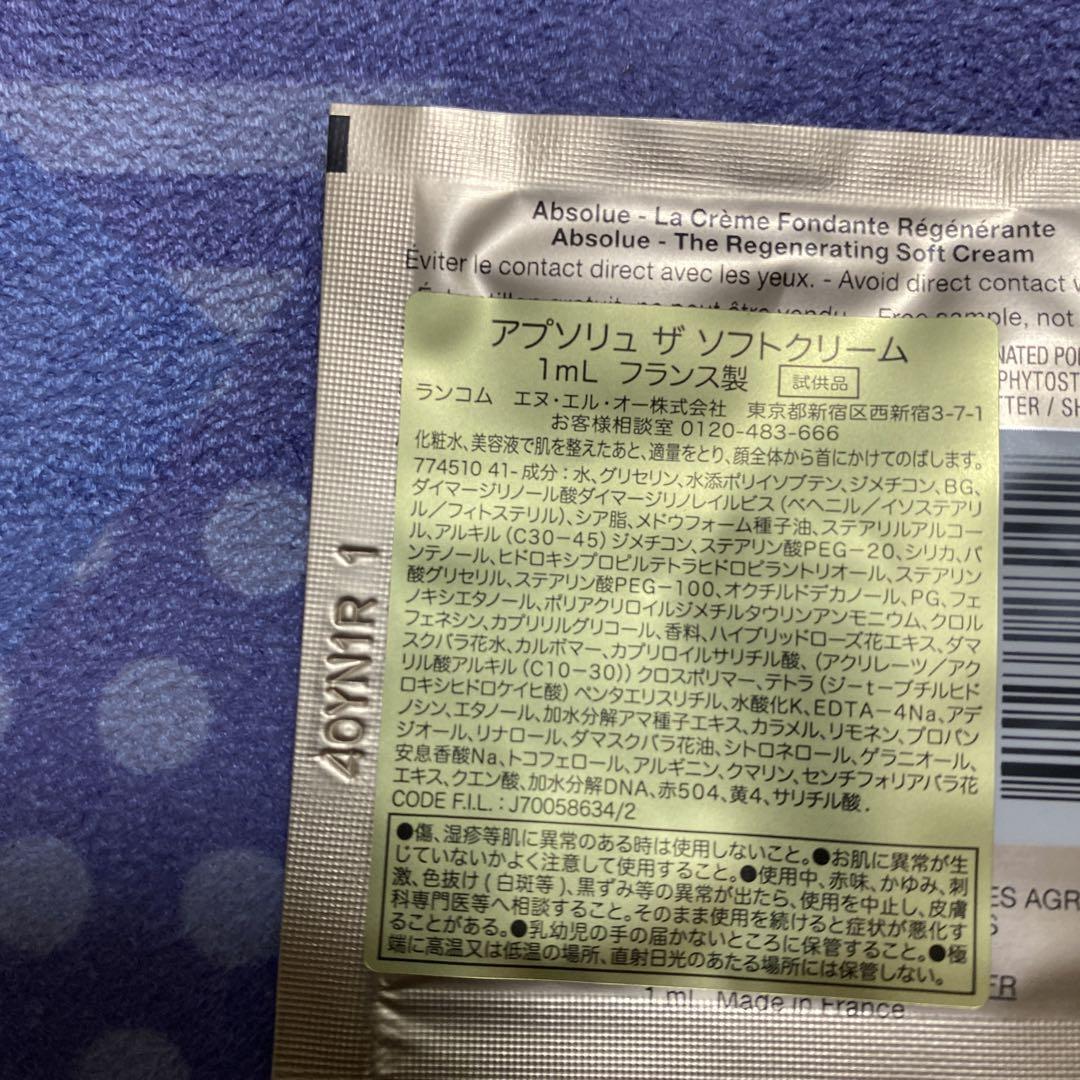 Absolue - La Crème Fondante Régénérante
Absolue - The Regenerating Soft Cream
Éviter le contact direct avec les yeux. - Avoid direct contact
Free sample, not
アプソリュ ザ ソフトクリーム
1mL フランス製 試供品
ランコム エヌ・エル・オー株式会社 東京都新宿区西新宿3-7-1
お客様相談室 0120-483-666
化粧水、美容液で肌を整えたあと、適量をとり、顔全体から首にかけてのばします。
774510 41- 成分：水、グリセリン、水添ポリイソブテン、ジメチコン、BG、
ダイマージリノール酸ダイマージリノレイルビス（ベヘニル／イソステアリ
ル／フィトステリル）、シア脂、メドウフォーム種子油、ステアリルアルコー
ル、アルキル（C30－45）ジメチコン、ステアリン酸PEG－20、シリカ、パ
ンテノール、ヒドロキシプロピルテトラヒドロピラントリオール、ステアリン
酸グリセリル、ステアリン酸PEG－100、オクチルドデカノール、PG、フェ
ノキシエタノール、ポリアクリロイルジメチルタウリンアンモニウム、クロル
フェネシン、カプリリルグリコール、香料、ハイブリッドローズ花エキス、ダマ
スクバラ花水、カルボマー、カプリロイルサリチル酸、（アクリレーツ／アク
リル酸アルキル（C10－30））クロスポリマー、テトラ（ジ－t－ブチルヒド
ロキシヒドロケイヒ酸）ペンタエリスリチル、水酸化K、EDTA－4Na、アデ
ノシン、エタノール、加水分解アマ種子エキス、カラメル、リモネン、プロパン
ジオール、リナロール、ダマスクバラ花油、シトロネロール、ゲラニオール、
安息香酸Na、トコフェロール、アルギニン、クマリン、センチフォリアバラ花
エキス、クエン酸、加水分解DNA、赤504、黄4、サリチル酸．
CODE F.I.L. : J70058634/2
●傷、湿疹等肌に異常のある時は使用しないこと。●お肌に異常が生
じていないかよく注意して使用すること。●使用中、赤味、かゆみ、刺
激、色抜け(白斑等)、黒ずみ等の異常が出たら、使用を中止し、皮膚
科専門医等へ相談すること。そのまま使用を続けると症状が悪化す
ることがある。●乳幼児の手の届かないところに保管すること。●極
端に高温又は低温の場所、直射日光のあたる場所には保管しない。
1 mL Made in France
40YN1R 1